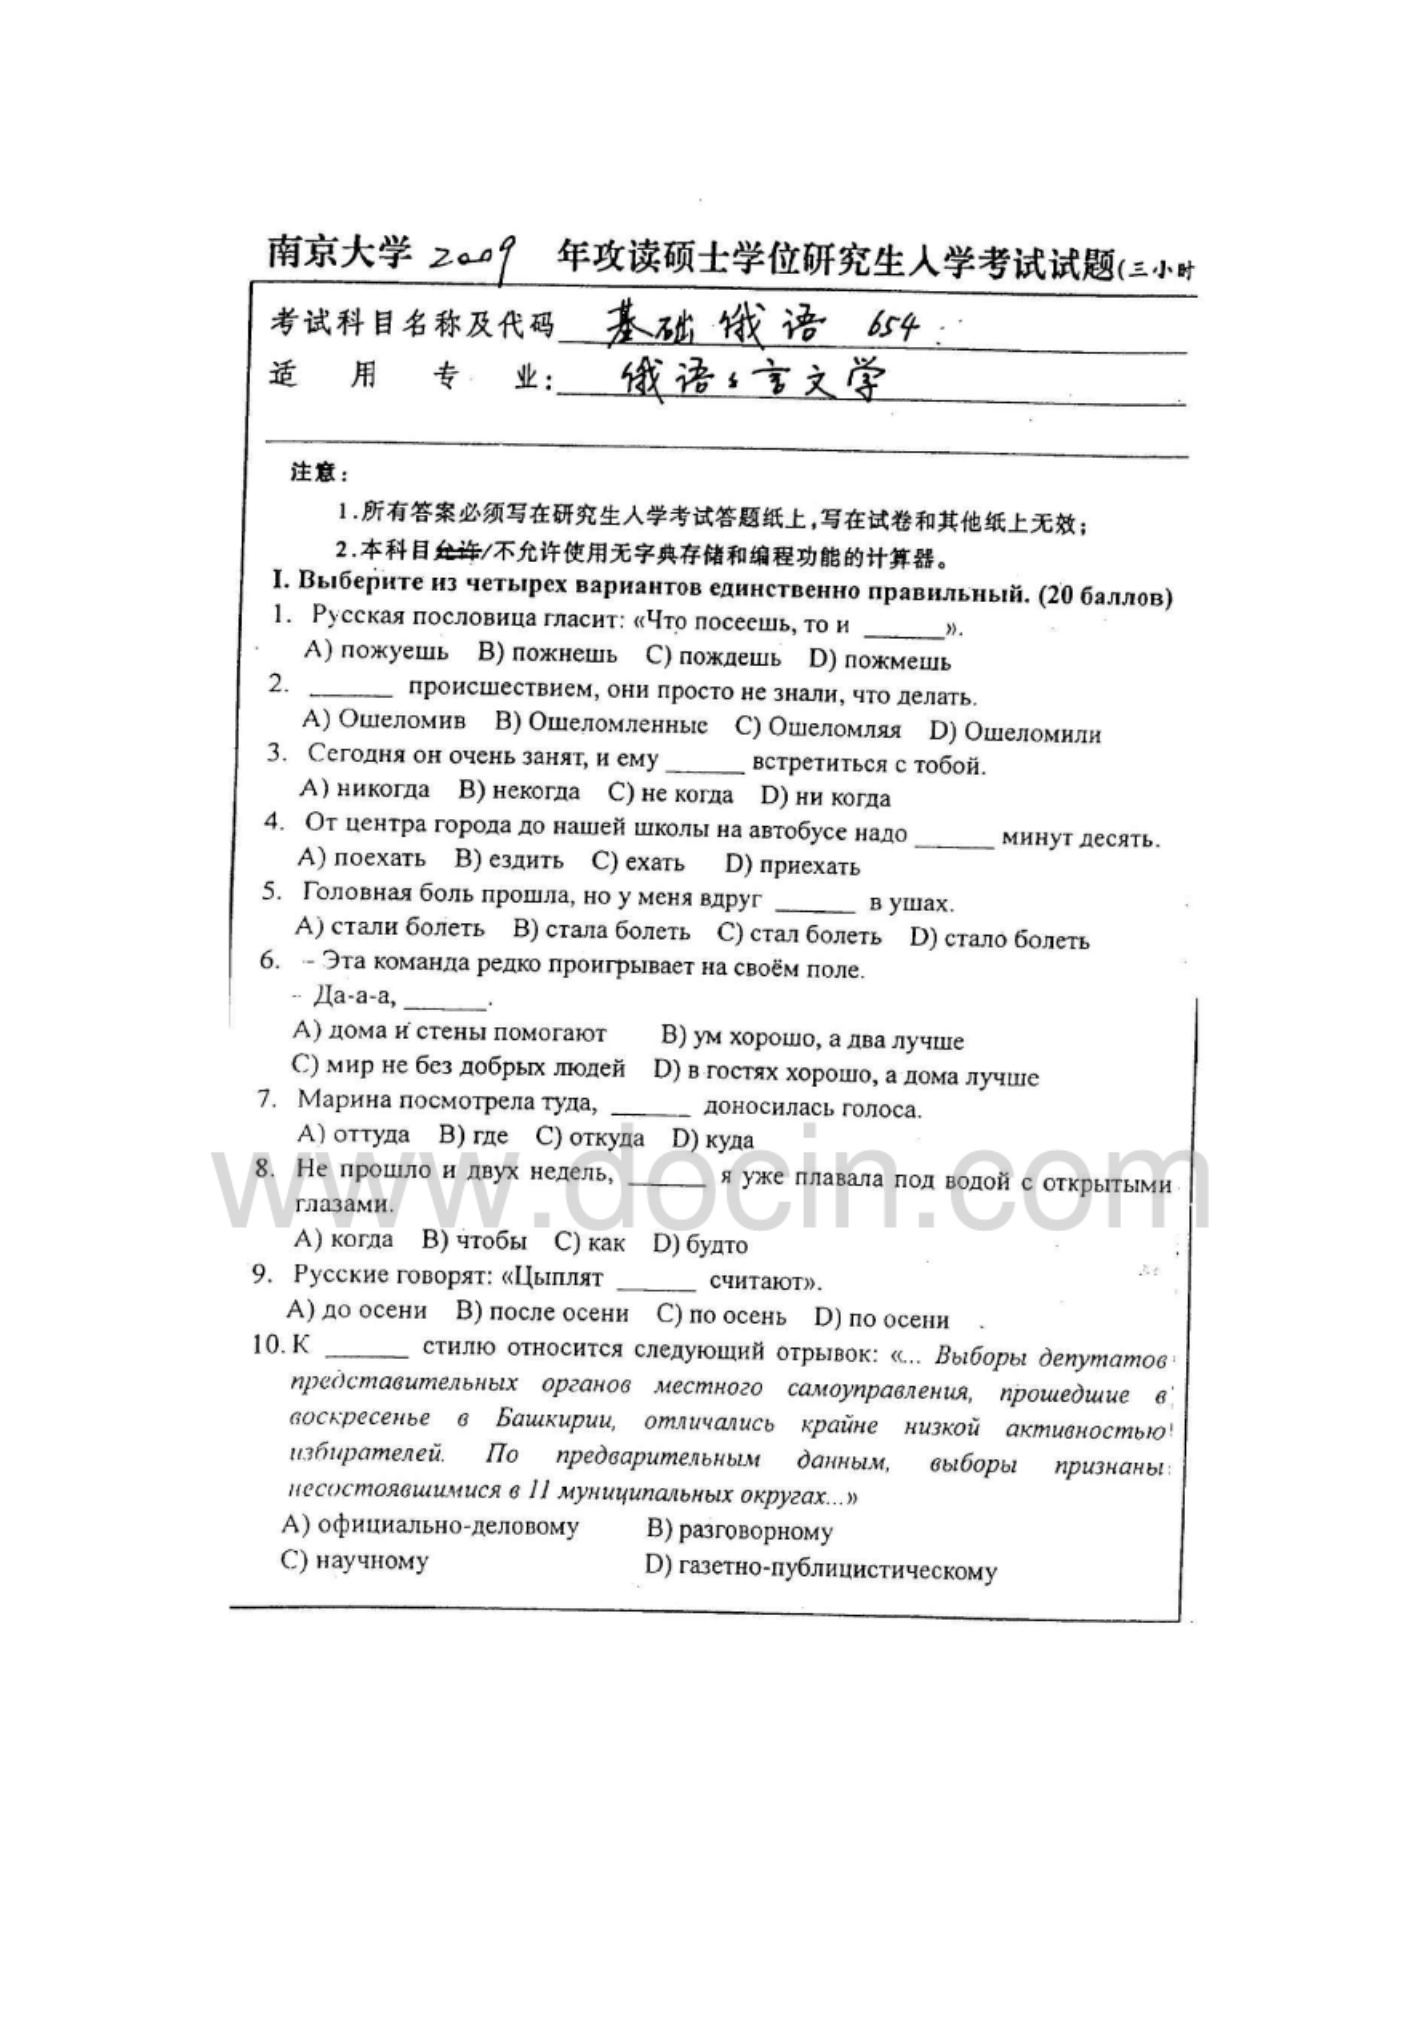 南京大学 2009 年攻读硕士学位研究生入学考试试题(三小时
考试科目名称及代码 基础俄语 654
适 用 专 业: 俄语语言文学
注意:
1.所有答案必须写在研究生入学考试答题纸上,写在试卷和其他纸上无效;
2.本科目允许/不允许使用无字典存储和编程功能的计算器。
I. Выберите из четырех вариантов единственно правильный. (20 баллов)
1. Русская пословица гласит: «Что посеешь, то и ______».
A) пожуешь B) пожнешь C) пождешь D) пожмешь
2. ______ происшествием, они просто не знали, что делать.
A) Ошеломив B) Ошеломленные C) Ошеломляя D) Ошеломили
3. Сегодня он очень занят, и ему ______ встретиться с тобой.
A) никогда B) некогда C) не когда D) ни когда
4. От центра города до нашей школы на автобусе надо ______ минут десять.
A) поехать B) ездить C) ехать D) приехать
5. Головная боль прошла, но у меня вдруг ______ в ушах.
A) стали болеть B) стала болеть C) стал болеть D) стало болеть
6. – Эта команда редко проигрывает на своём поле.
– Да-а-а, ______.
A) дома и стены помогают B) ум хорошо, а два лучше
C) мир не без добрых людей D) в гостях хорошо, а дома лучше
7. Марина посмотрела туда, ______ доносилась голоса.
A) оттуда B) где C) откуда D) куда
www.docin.com
8. Не прошло и двух недель, ______ я уже плавала под водой с открытыми
глазами.
A) когда B) чтобы C) как D) будто
9. Русские говорят: «Цыплят ______ считают».
A) до осени B) после осени C) по осень D) по осени
10. К ______ стилю относится следующий отрывок: «... Выборы депутатов
представительных органов местного самоуправления, прошедшие в
воскресенье в Башкирии, отличались крайне низкой активностью
избирателей. По предварительным данным, выборы признаны
несостоявшимися в 11 муниципальных округах...»
A) официально-деловому B) разговорному
C) научному D) газетно-публицистическому